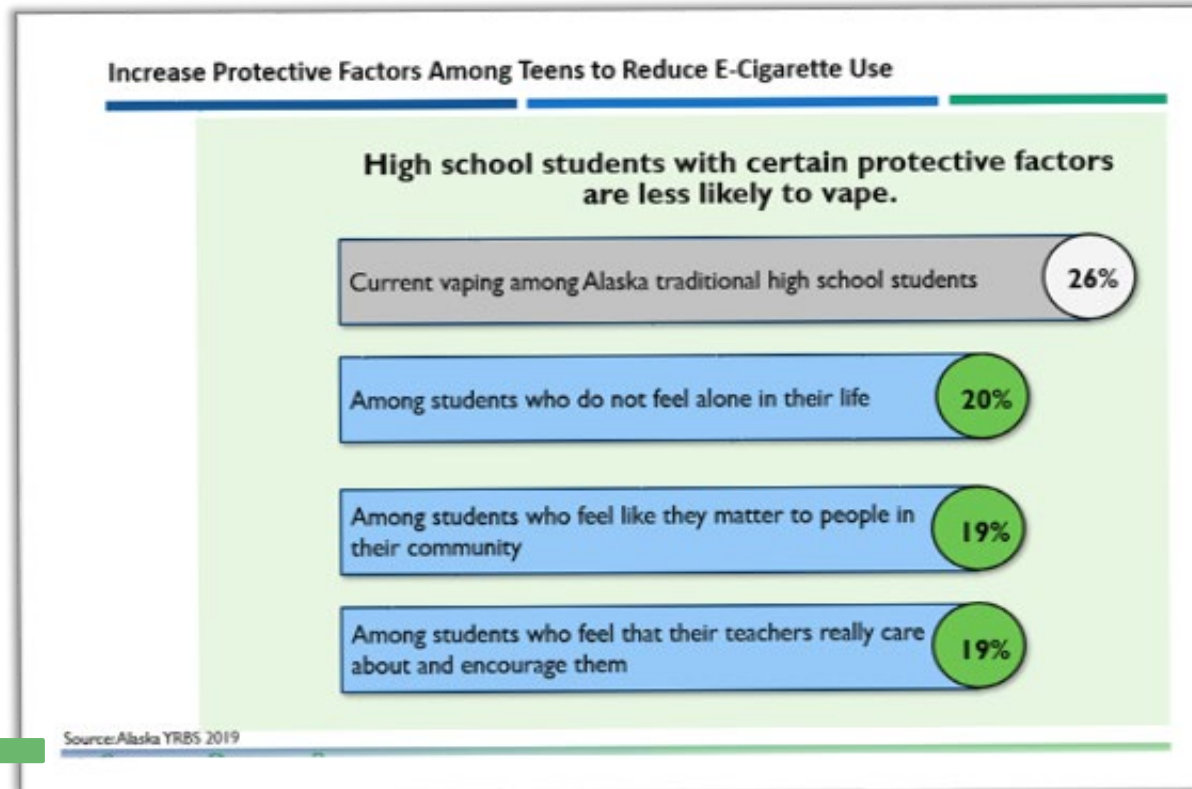 Increase Protective Factors Among Teens to Reduce E-Cigarette Use
High school students with certain protective factors
are less likely to vape.
Current vaping among Alaska traditional high school students
26%
Among students who do not feel alone in their life
20%
Among students who feel like they matter to people in
their community
19%
Among students who feel that their teachers really care
about and encourage them
19%
Source:Alaska YRBS 2019